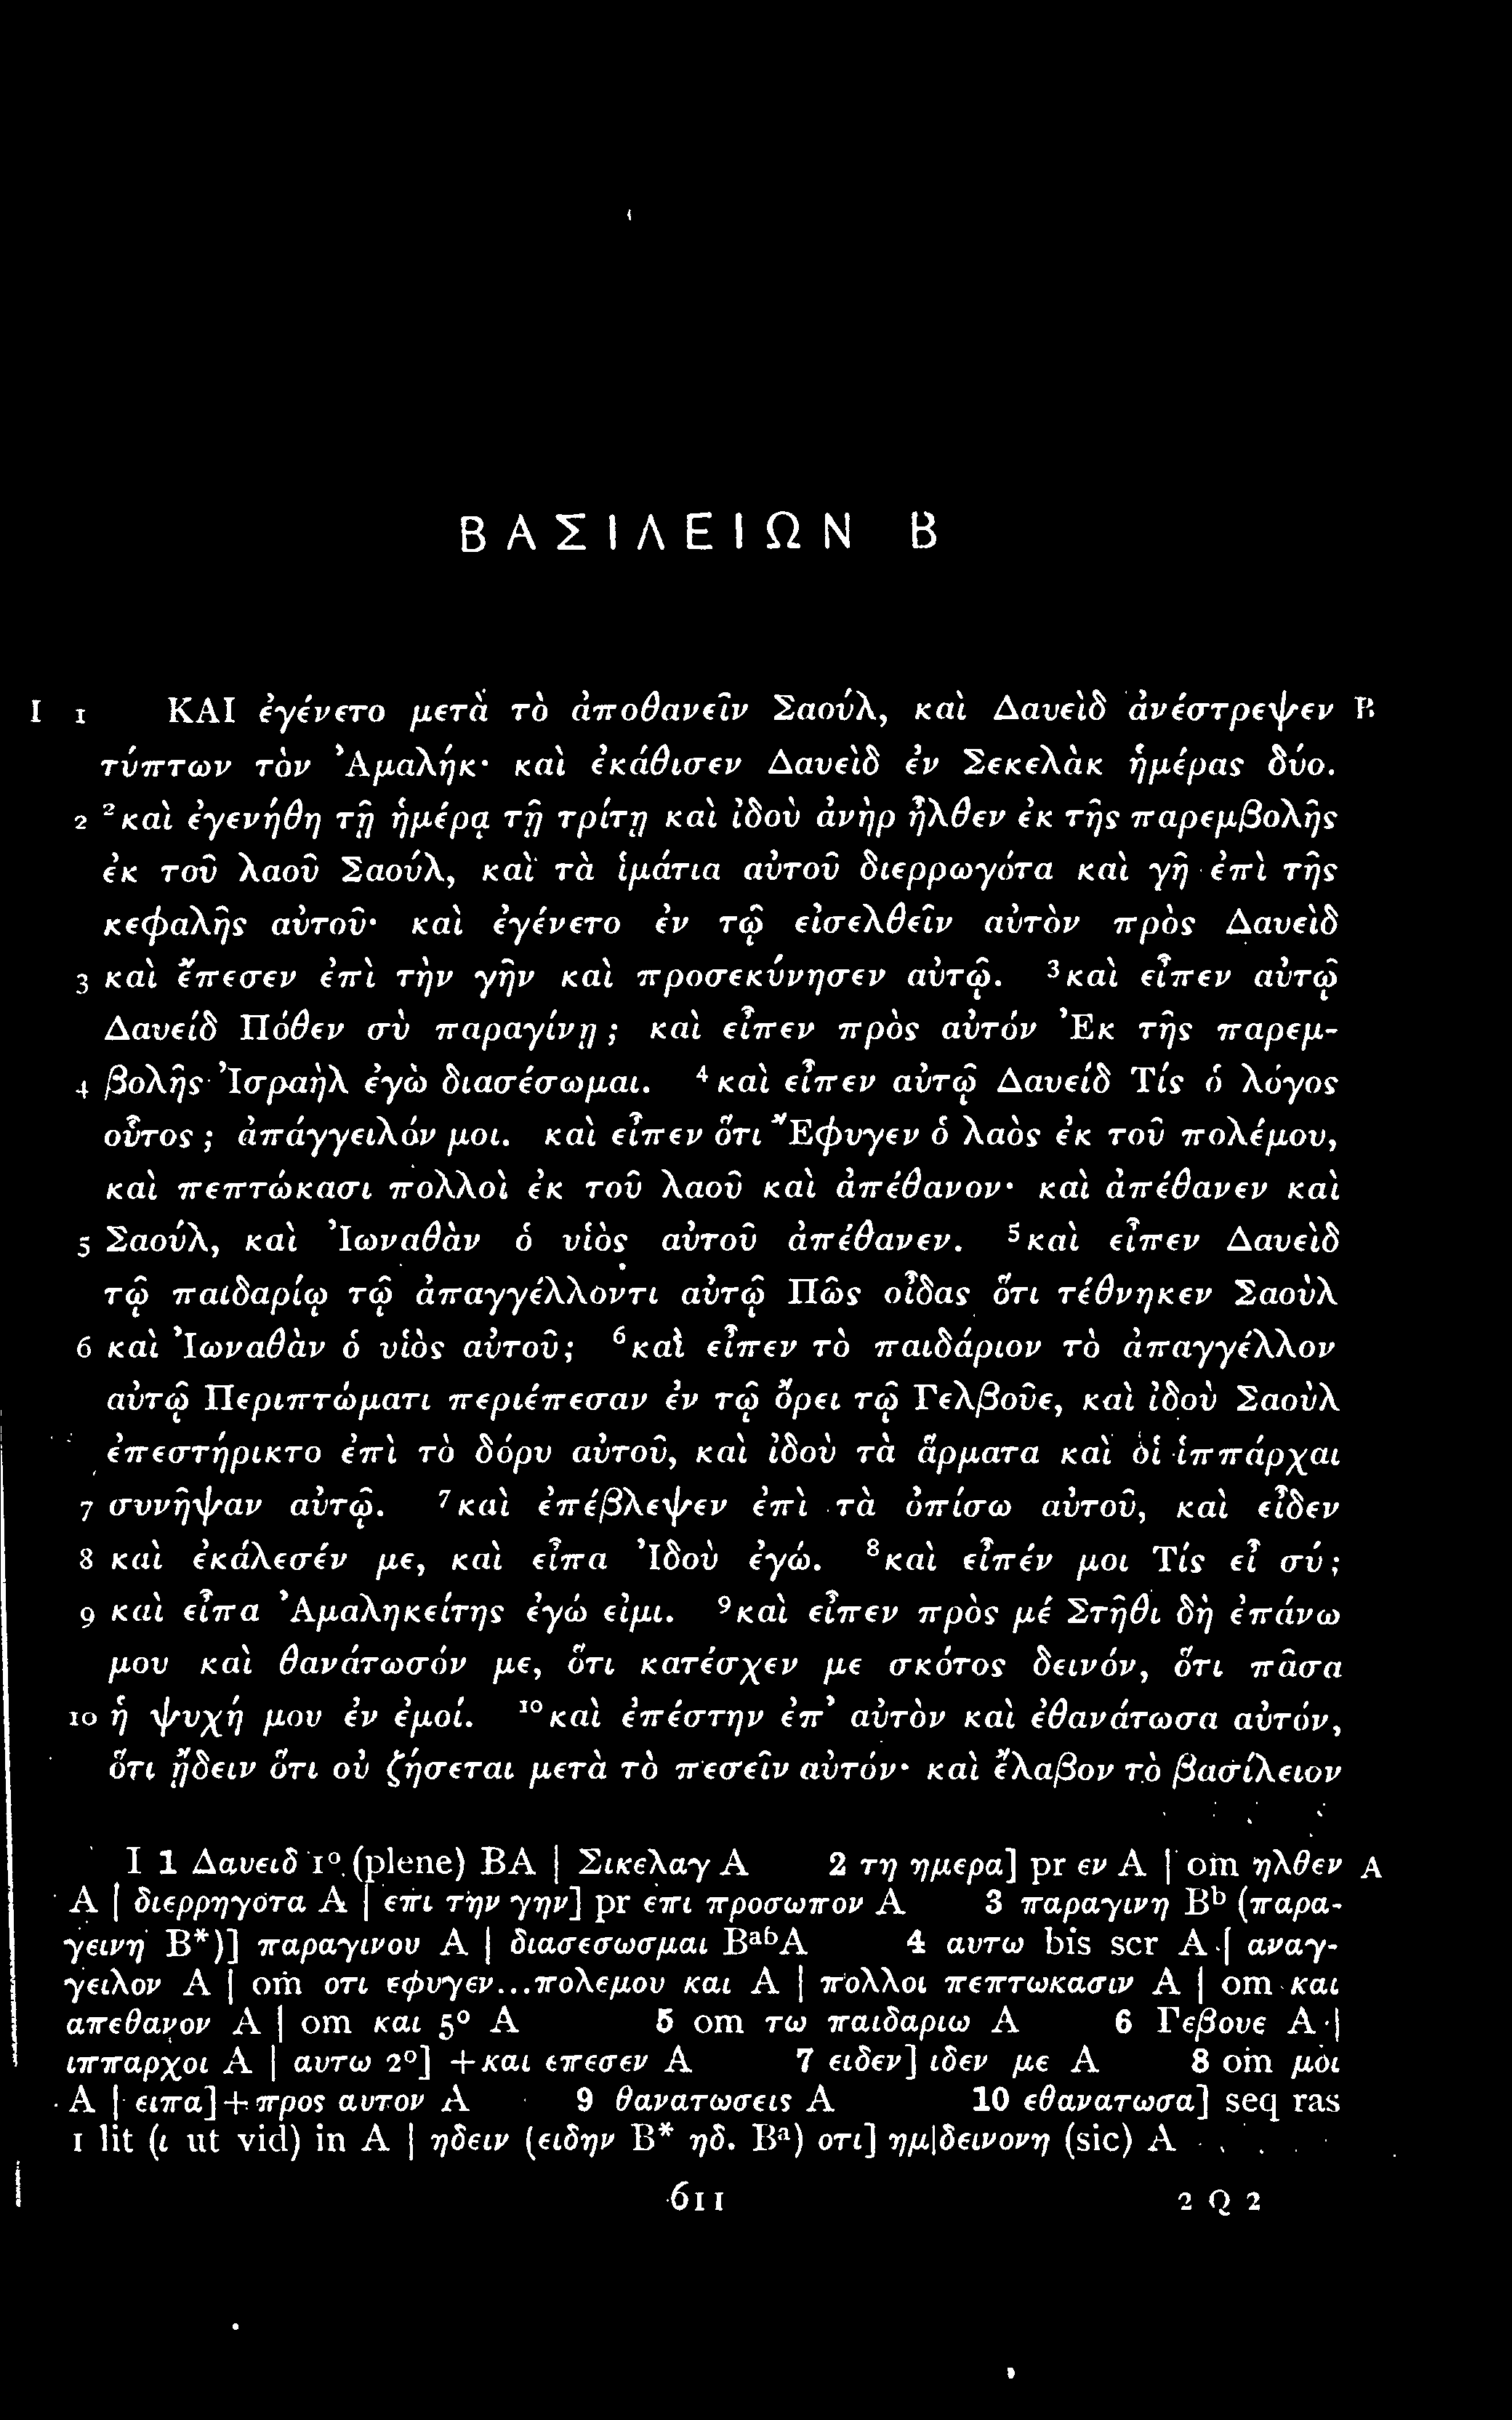 ΒΑΣΙΛΕΙΩΝ Β
I 1 ΚΑΙ ἐγένετο μετὰ τὸ ἀποθανεῖν Σαούλ, καὶ Δαυεὶδ ἀνέστρεψεν B
τύπτων τὸν Ἀμαλήκ· καὶ ἐκάθισεν Δαυεὶδ ἐν Σεκελὰκ ἡμέρας δύο.
2 ²καὶ ἐγενήθη τῇ ἡμέρᾳ τῇ τρίτῃ καὶ ἰδοὺ ἀνὴρ ἦλθεν ἐκ τῆς παρεμβολῆς
ἐκ τοῦ λαοῦ Σαούλ, καὶ τὰ ἱμάτια αὐτοῦ διερρωγότα καὶ γῆ ἐπὶ τῆς
κεφαλῆς αὐτοῦ· καὶ ἐγένετο ἐν τῷ εἰσελθεῖν αὐτὸν πρὸς Δαυεὶδ
3 καὶ ἔπεσεν ἐπὶ τὴν γῆν καὶ προσεκύνησεν αὐτῷ. ³καὶ εἶπεν αὐτῷ
Δαυείδ Πόθεν σὺ παραγίνῃ; καὶ εἶπεν πρὸς αὐτόν Ἐκ τῆς παρεμ-
4 βολῆς Ἰσραὴλ ἐγὼ διασέσωμαι. ⁴καὶ εἶπεν αὐτῷ Δαυείδ Τίς ὁ λόγος
οὗτος; ἀπάγγειλόν μοι. καὶ εἶπεν ὅτι Ἔφυγεν ὁ λαὸς ἐκ τοῦ πολέμου,
καὶ πεπτώκασι πολλοὶ ἐκ τοῦ λαοῦ καὶ ἀπέθανον· καὶ ἀπέθανεν καὶ
5 Σαούλ, καὶ Ἰωναθὰν ὁ υἱὸς αὐτοῦ ἀπέθανεν. ⁵καὶ εἶπεν Δαυεὶδ
τῷ παιδαρίῳ τῷ ἀπαγγέλλοντι αὐτῷ Πῶς οἶδας ὅτι τέθνηκεν Σαοὺλ
6 καὶ Ἰωναθὰν ὁ υἱὸς αὐτοῦ; ⁶καὶ εἶπεν τὸ παιδάριον τὸ ἀπαγγέλλον
αὐτῷ Περιπτώματι περιέπεσαν ἐν τῷ ὄρει τῷ Γελβοῦε, καὶ ἰδοὺ Σαοὺλ
ἐπεστήρικτο ἐπὶ τὸ δόρυ αὐτοῦ, καὶ ἰδοὺ τὰ ἅρματα καὶ οἱ ἱππάρχαι
7 συνῆψαν αὐτῷ. ⁷καὶ ἐπέβλεψεν ἐπὶ τὰ ὀπίσω αὐτοῦ, καὶ εἶδεν
8 καὶ ἐκάλεσέν με, καὶ εἶπα Ἰδοὺ ἐγώ. ⁸καὶ εἶπέν μοι Τίς εἶ σύ;
9 καὶ εἶπα Ἀμαληκείτης ἐγώ εἰμι. ⁹καὶ εἶπεν πρὸς μέ Στῆθι δὴ ἐπάνω
μου καὶ θανάτωσόν με, ὅτι κατέσχεν με σκότος δεινόν, ὅτι πᾶσα
10 ἡ ψυχή μου ἐν ἐμοί. ¹⁰καὶ ἐπέστην ἐπʼ αὐτὸν καὶ ἐθανάτωσα αὐτόν,
ὅτι ᾔδειν ὅτι οὐ ζήσεται μετὰ τὸ πεσεῖν αὐτόν· καὶ ἔλαβον τὸ βασίλειον
I 1 Δαυειδ 1°. (plene) BA | Σικελαγ A 2 τη ημερα] pr εν A | om ηλθεν A
A | διερρηγοτα A | επι την γην] pr επι προσωπον A 3 παραγινη Bᵇ (παρα-
γεινη B*)] παραγινου A | διασεσωσμαι BᵃᵇA 4 αυτω bis scr A | αναγ-
γειλον A | om οτι εφυγεν...πολεμου και A | πολλοι πεπτωκασιν A | om και
απεθανον A | om και 5° A 5 om τω παιδαριω A 6 Γεβουε A |
ιππαρχοι A | αυτω 2°] +και επεσεν A 7 ειδεν] ιδεν με A 8 om μοι
A | ειπα]+προς αυτον A 9 θανατωσεις A 10 εθανατωσα] seq ras
1 lit (ι ut vid) in A | ηδειν (ειδην B* ηδ. Bᵃ) οτι] ημ|δεινονη (sic) A
611 2 Q 2